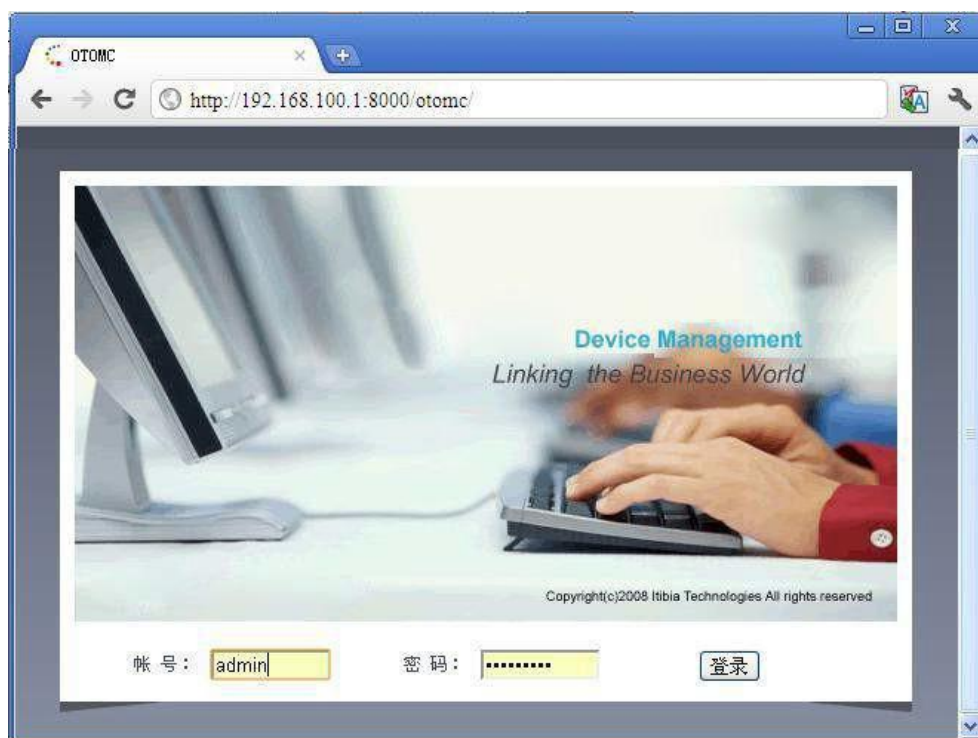 OTOMC
http://192.168.100.1:8000/otomc/
Device Management
Linking the Business World
Copyright(c)2008 Itibia Technologies All rights reserved
帐 号： admin 密 码： ••••••••• 登录